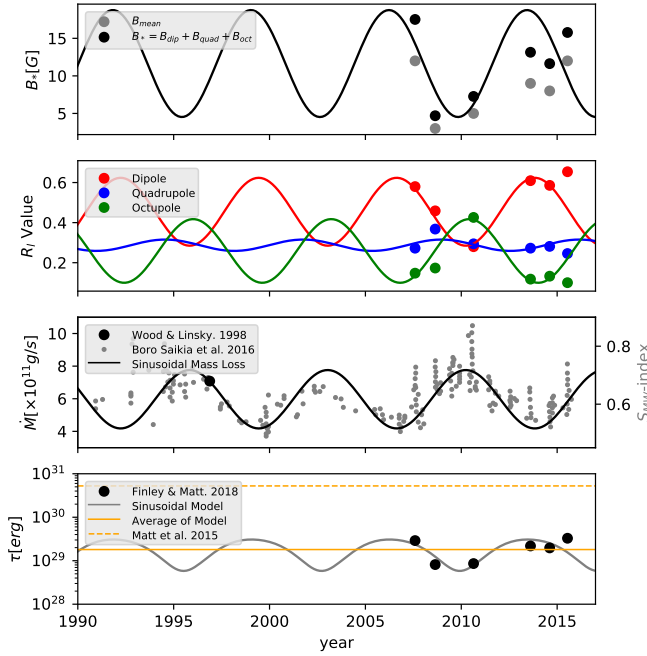 15
10
5
B_*[G]
B_mean
B_* = B_dip + B_quad + B_oct
0.6
0.4
0.2
R_l Value
Dipole
Quadrupole
Octupole
10
8
6
4
Ṁ[×10^11 g/s]
Wood & Linsky. 1998
Boro Saikia et al. 2016
Sinusoidal Mass Loss
0.8
0.6
S_MW-index
10^31
10^30
10^29
10^28
τ[erg]
Finley & Matt. 2018
Sinusoidal Model
Average of Model
Matt et al. 2015
1990 1995 2000 2005 2010 2015
year